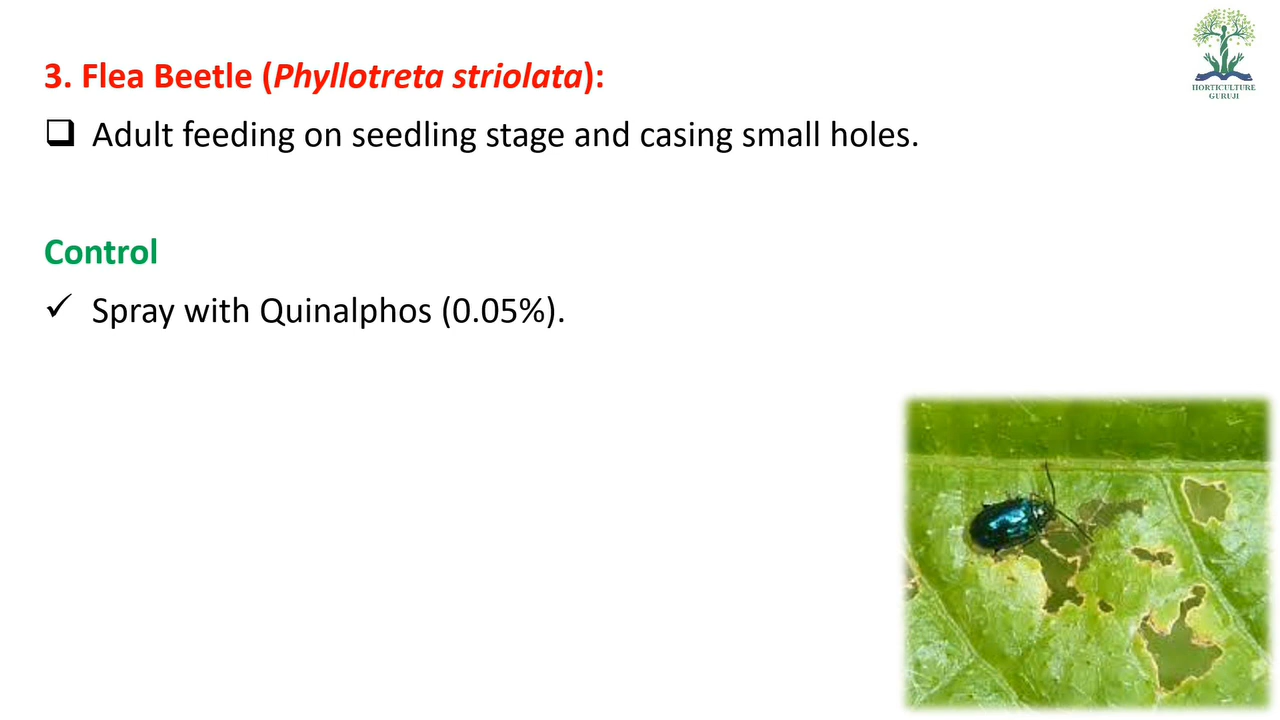 HORTICULTURE
GURUJI
3. Flea Beetle (Phyllotreta striolata):
❑ Adult feeding on seedling stage and casing small holes.
Control
✓ Spray with Quinalphos (0.05%).